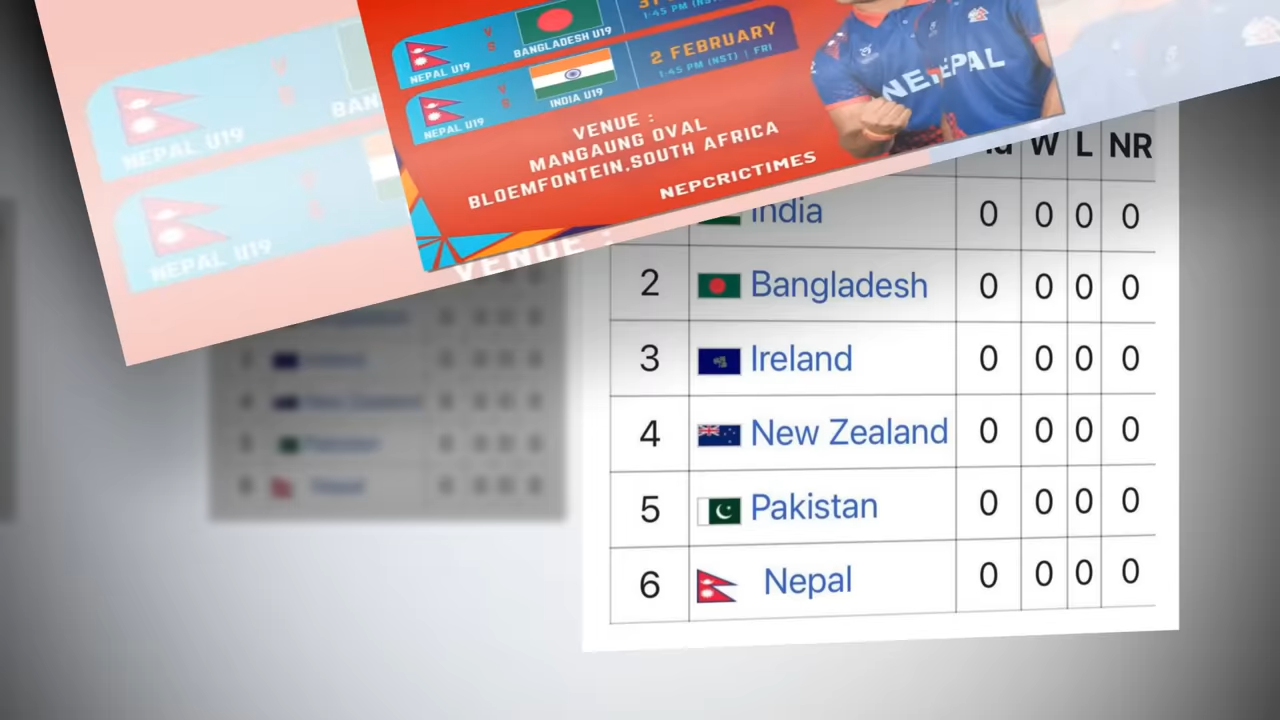 V
S
BANGLADESH U19
1:45 PM (NST)
NEPAL U19
V
S
INDIA U19
2 FEBRUARY
1:45 PM (NST) | FRI
NEPAL U19
VENUE :
MANGAUNG OVAL
BLOEMFONTEIN,SOUTH AFRICA
NEPCRICTIMES
NEPAL
NEPAL U19
V
S
BAN
NEPAL U19
V
S
VENUE :
W L NR
India 0 0 0 0
2 Bangladesh 0 0 0 0
3 Ireland 0 0 0 0
4 New Zealand 0 0 0 0
5 Pakistan 0 0 0 0
6 Nepal 0 0 0 0